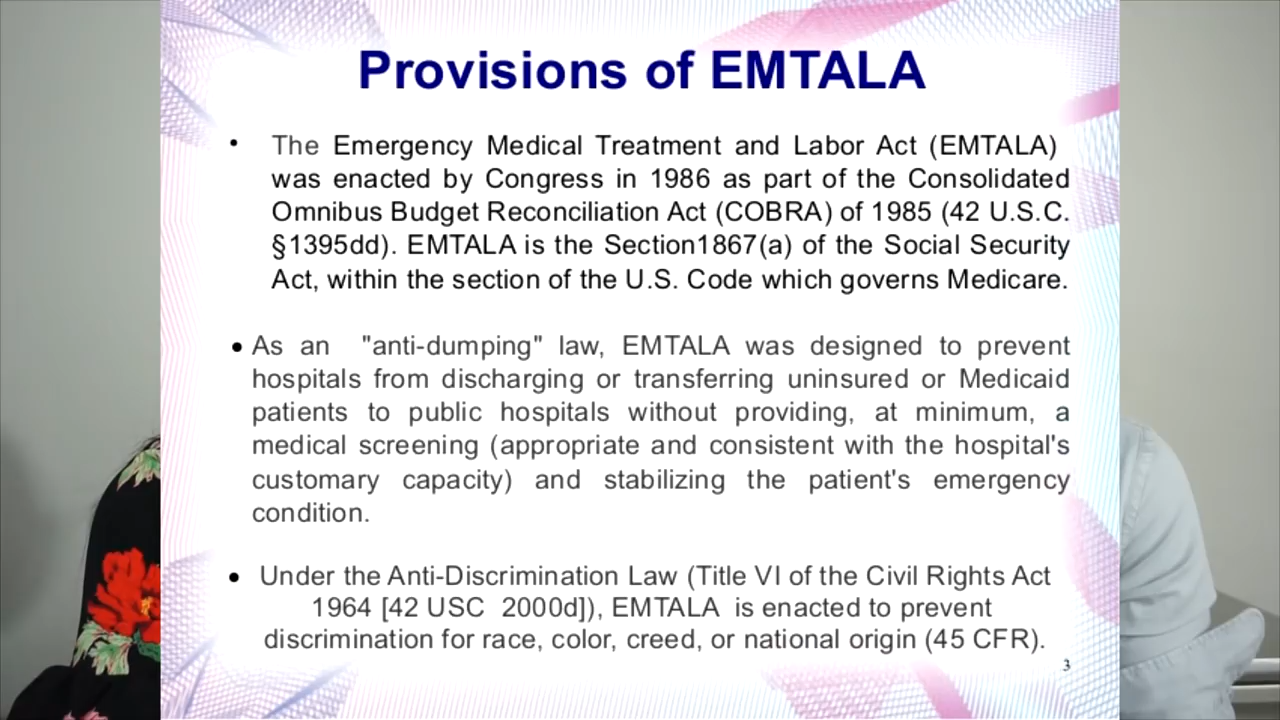 Provisions of EMTALA
• The Emergency Medical Treatment and Labor Act (EMTALA)
was enacted by Congress in 1986 as part of the Consolidated
Omnibus Budget Reconciliation Act (COBRA) of 1985 (42 U.S.C.
§1395dd). EMTALA is the Section1867(a) of the Social Security
Act, within the section of the U.S. Code which governs Medicare.
• As an "anti-dumping" law, EMTALA was designed to prevent
hospitals from discharging or transferring uninsured or Medicaid
patients to public hospitals without providing, at minimum, a
medical screening (appropriate and consistent with the hospital's
customary capacity) and stabilizing the patient's emergency
condition.
• Under the Anti-Discrimination Law (Title VI of the Civil Rights Act
1964 [42 USC 2000d]), EMTALA is enacted to prevent
discrimination for race, color, creed, or national origin (45 CFR).
3